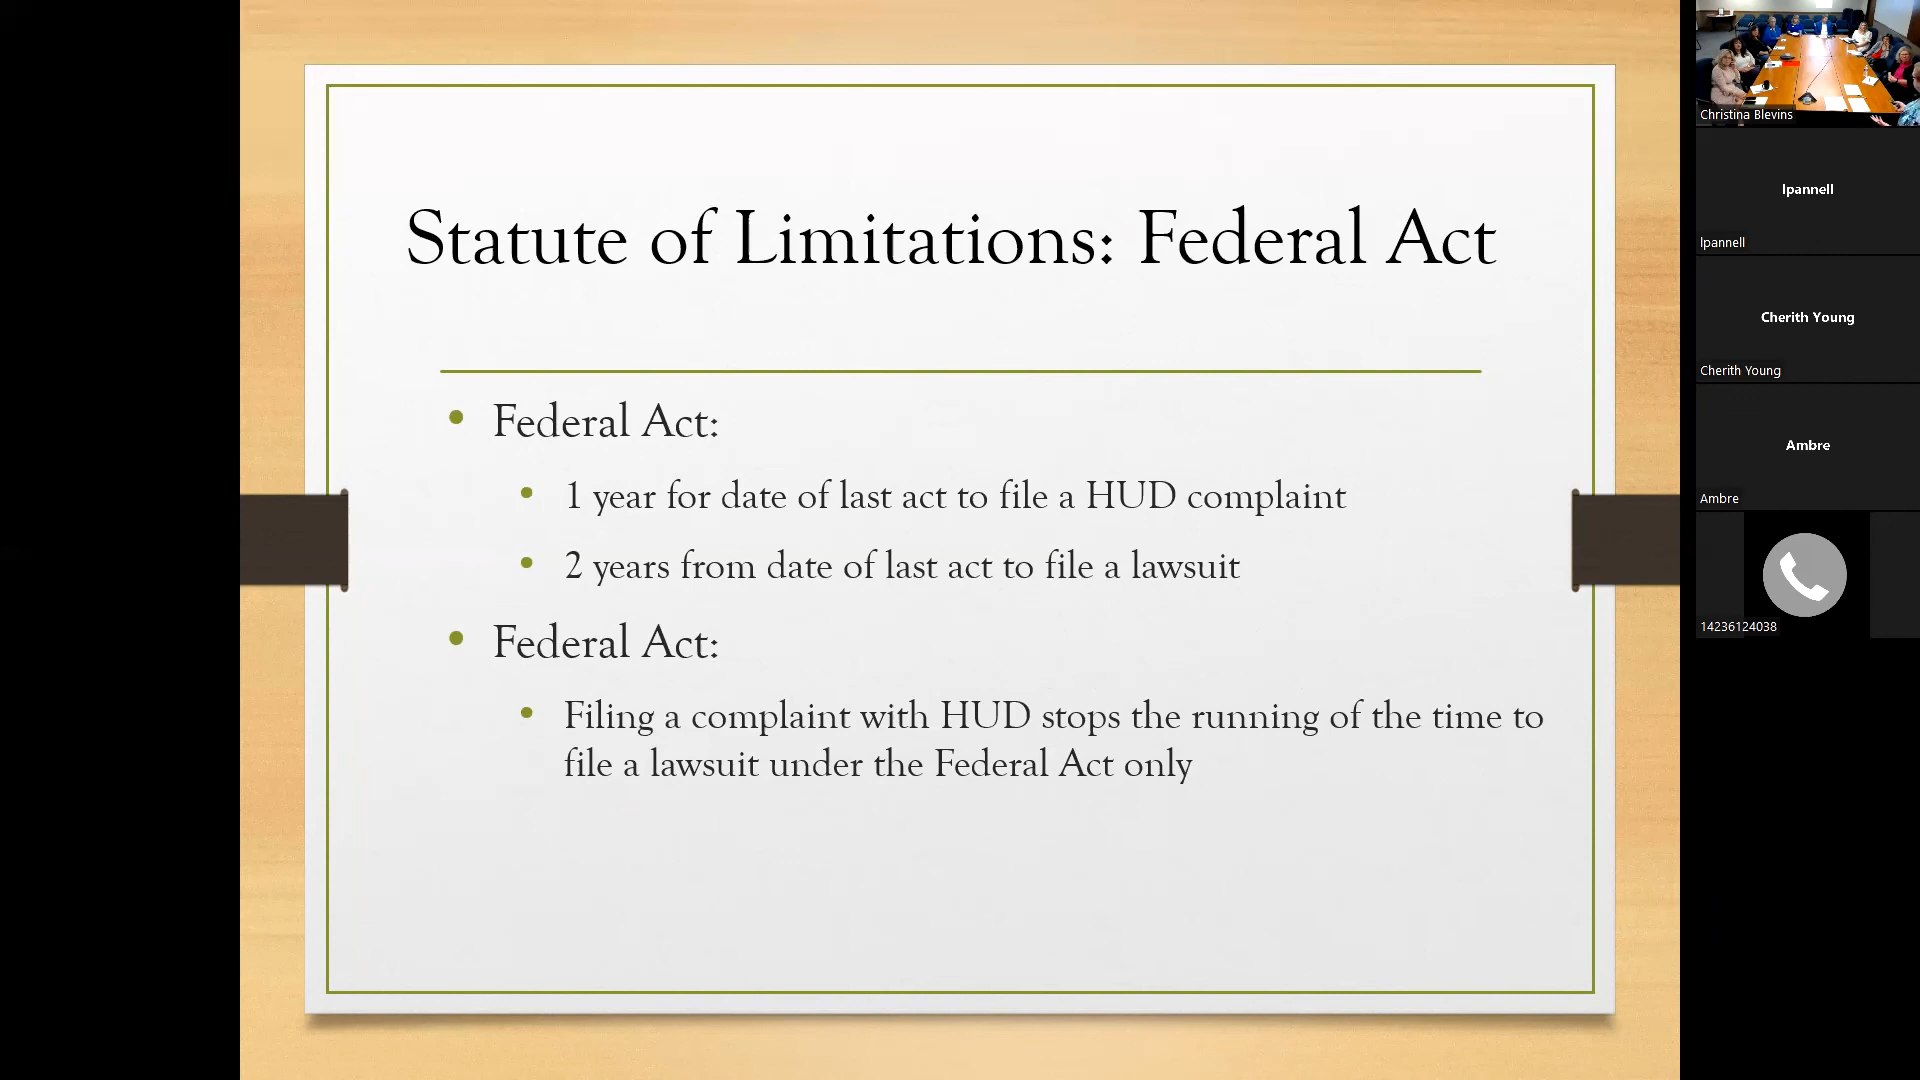 Statute of Limitations: Federal Act
Federal Act:
1 year for date of last act to file a HUD complaint
2 years from date of last act to file a lawsuit
Federal Act:
Filing a complaint with HUD stops the running of the time to
file a lawsuit under the Federal Act only
Christina Blevins
lpannell
lpannell
Cherith Young
Cherith Young
Ambre
Ambre
14236124038